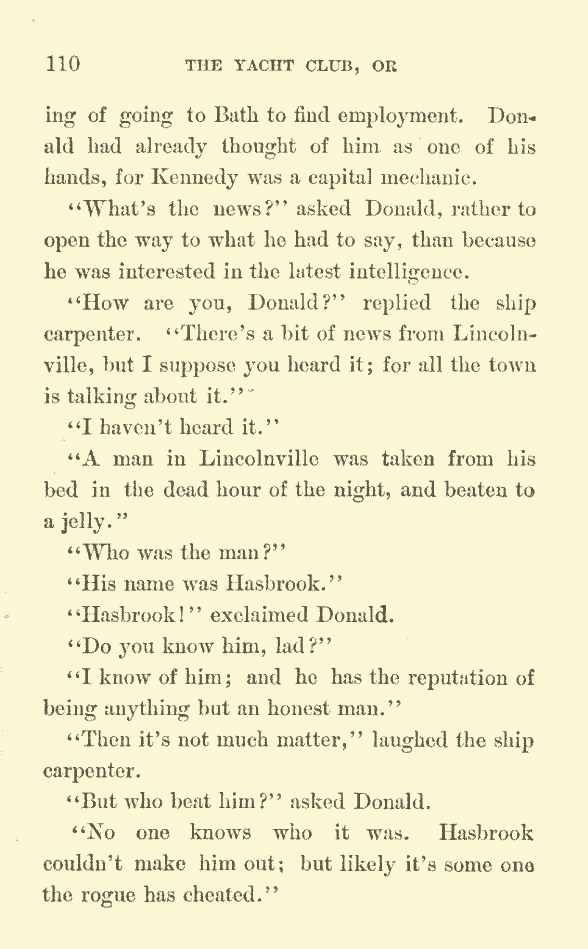 110 THE YACHT CLUB, OR
ing of going to Bath to find employment. Don-
ald had already thought of him as one of his
hands, for Kennedy was a capital mechanic.
“What’s the news?” asked Donald, rather to
open the way to what he had to say, than because
he was interested in the latest intelligence.
“How are you, Donald?” replied the ship
carpenter. “There’s a bit of news from Lincoln-
ville, but I suppose you heard it; for all the town
is talking about it.”
“I haven’t heard it.”
“A man in Lincolnville was taken from his
bed in the dead hour of the night, and beaten to
a jelly.”
“Who was the man?”
“His name was Hasbrook.”
“Hasbrook!” exclaimed Donald.
“Do you know him, lad?”
“I know of him; and he has the reputation of
being anything but an honest man.”
“Then it’s not much matter,” laughed the ship
carpenter.
“But who beat him?” asked Donald.
“No one knows who it was. Hasbrook
couldn’t make him out; but likely it’s some one
the rogue has cheated.”